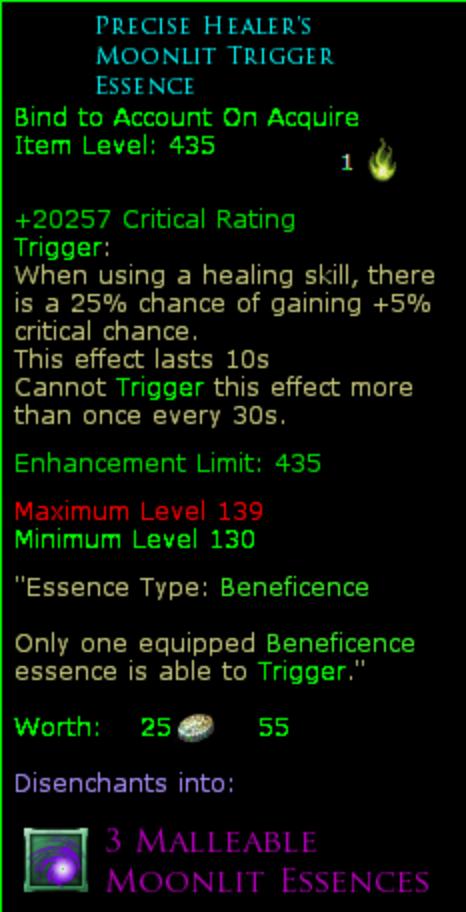 Precise Healer's
Moonlit Trigger
Essence
Bind to Account On Acquire
Item Level: 435
1
+20257 Critical Rating
Trigger:
When using a healing skill, there
is a 25% chance of gaining +5%
critical chance.
This effect lasts 10s
Cannot Trigger this effect more
than once every 30s.
Enhancement Limit: 435
Maximum Level 139
Minimum Level 130
"Essence Type: Beneficence
Only one equipped Beneficence
essence is able to Trigger."
Worth: 25 55
Disenchants into:
3 Malleable
Moonlit Essences